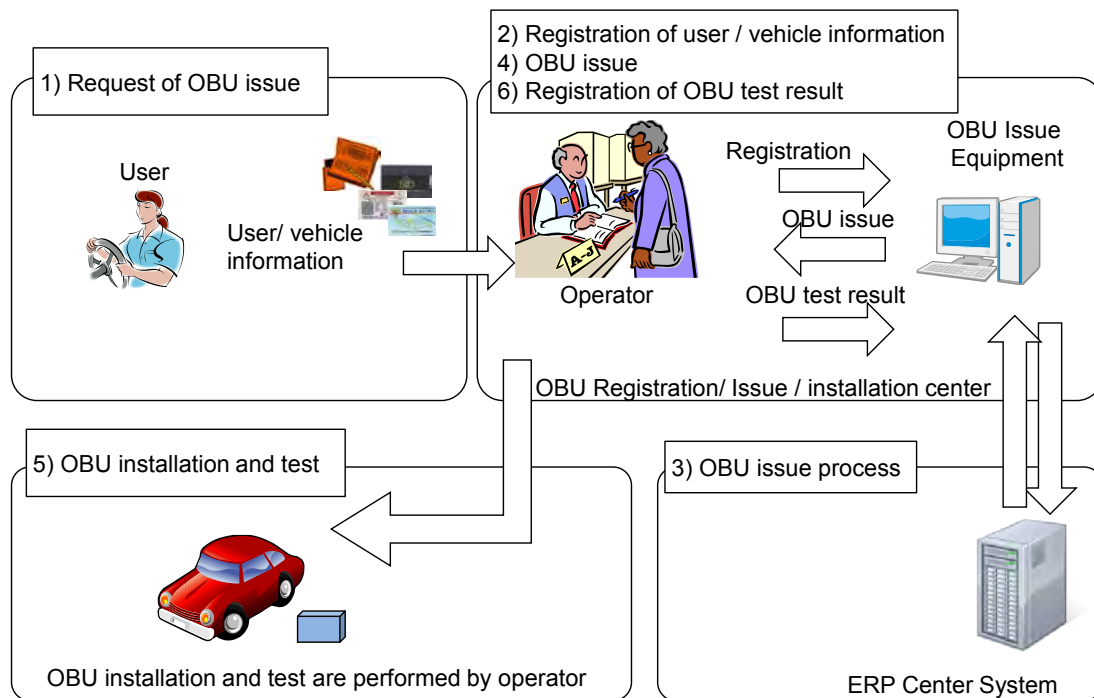 1) Request of OBU issue
User
User/ vehicle
information
2) Registration of user / vehicle information
4) OBU issue
6) Registration of OBU test result
Registration
OBU issue
OBU test result
OBU Issue
Equipment
A-J
Operator
OBU Registration/ Issue / installation center
5) OBU installation and test
OBU installation and test are performed by operator
3) OBU issue process
ERP Center System